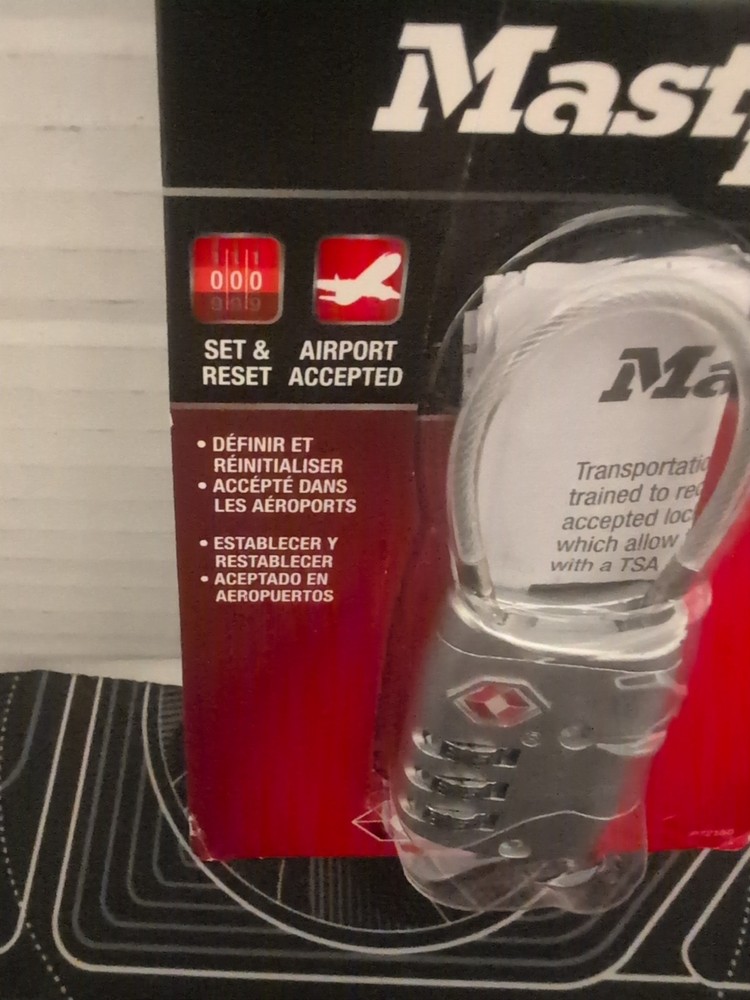 Mast
000
SET &
RESET
AIRPORT
ACCEPTED
• DÉFINIR ET
RÉINITIALISER
• ACCÉPTÉ DANS
LES AÉROPORTS
• ESTABLECER Y
RESTABLECER
• ACEPTADO EN
AEROPUERTOS
Ma
Transportatio
trained to rec
accepted loc
which allow
with a TSA